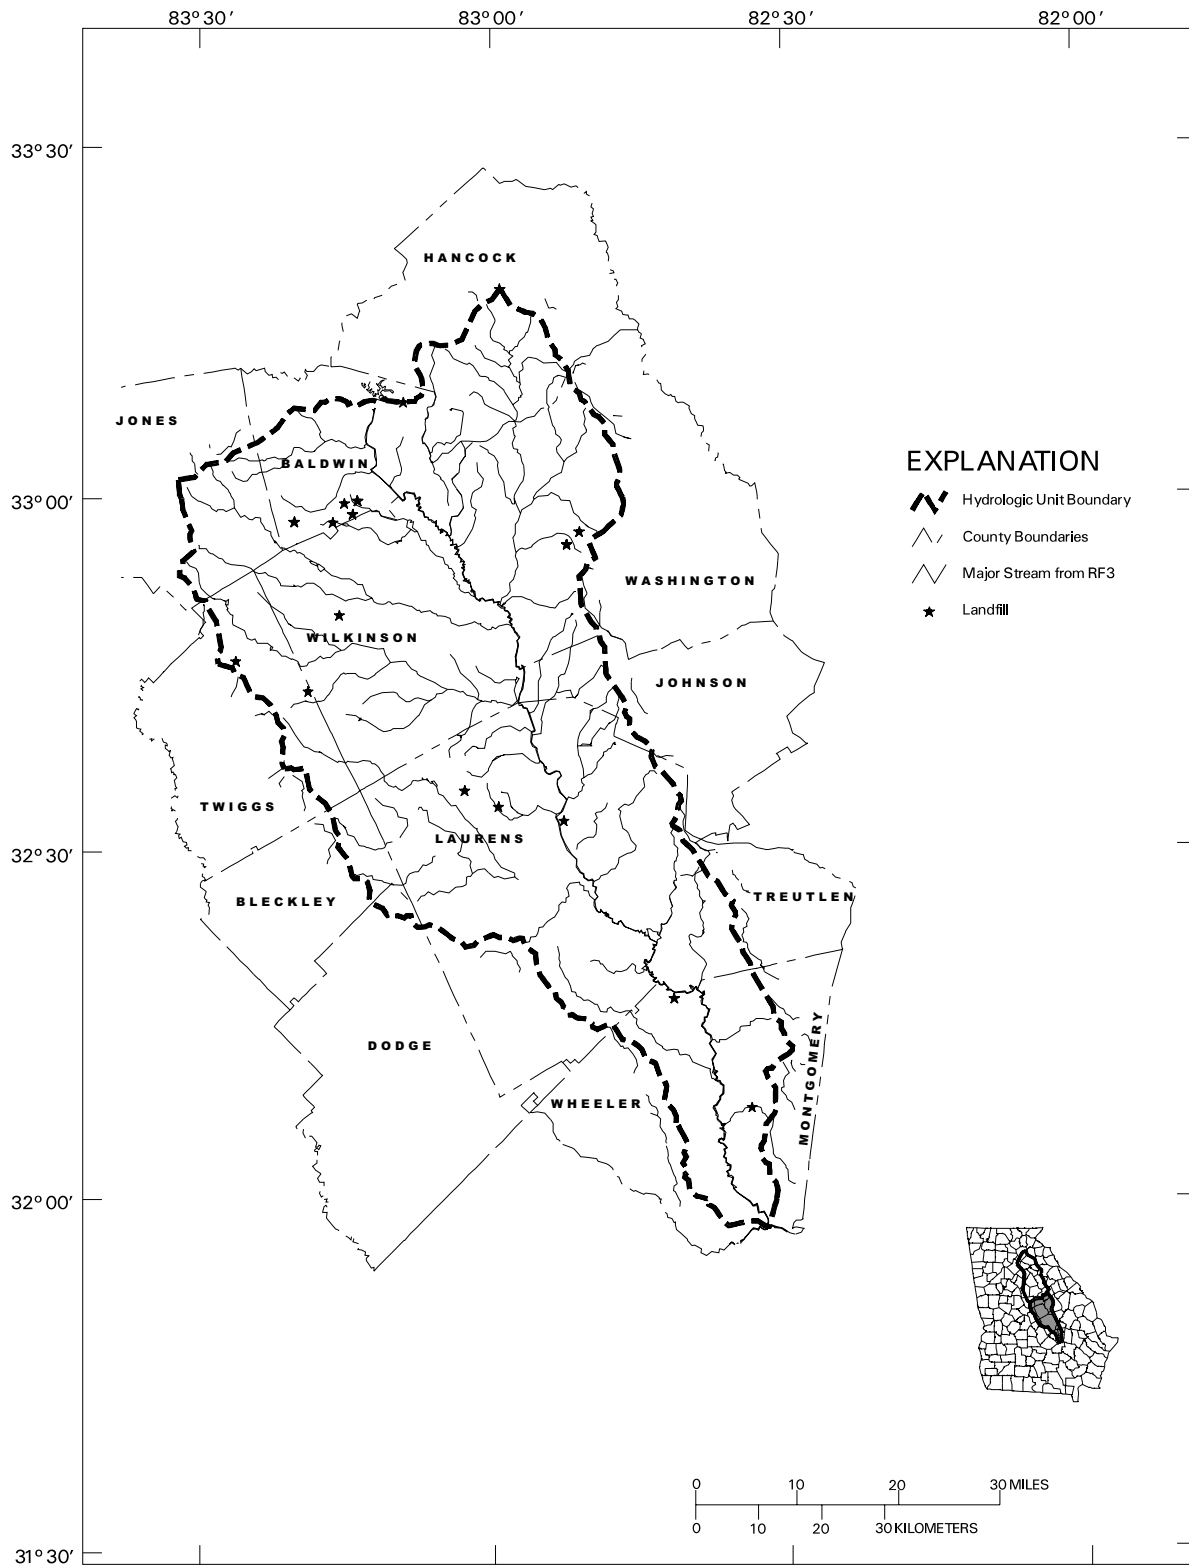 83° 30 ′ 83° 00 ′ 82° 30 ′ 82° 00 ′
33° 30′
HANCOCK
JONES
BALDWIN
EXPLANATION
33° 00′
Hydrologic Unit Boundary
County Boundaries
WASHINGTON
Major Stream from RF3
Landfill
WILKINSON
JOHNSON
TWIGGS
LAURENS
32° 30′
BLECKLEY
TREUTLEN
DODGE
MONTGOMERY
WHEELER
32° 00′
0 10 20 30 MILES
0 10 20 30 KILOMETERS
31° 30′